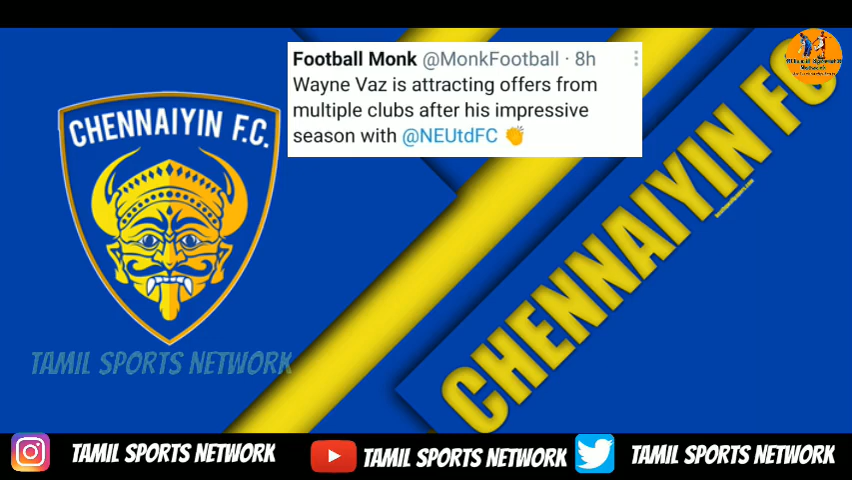 Football Monk @MonkFootball · 8h
Wayne Vaz is attracting offers from
multiple clubs after his impressive
season with @NEUtdFC 👏
CHENNAIYIN F.C.
CHENNAIYIN FC
TAMIL SPORTS NETWORK
TAMIL SPORTS NETWORK
TAMIL SPORTS NETWORK
TAMIL SPORTS NETWORK